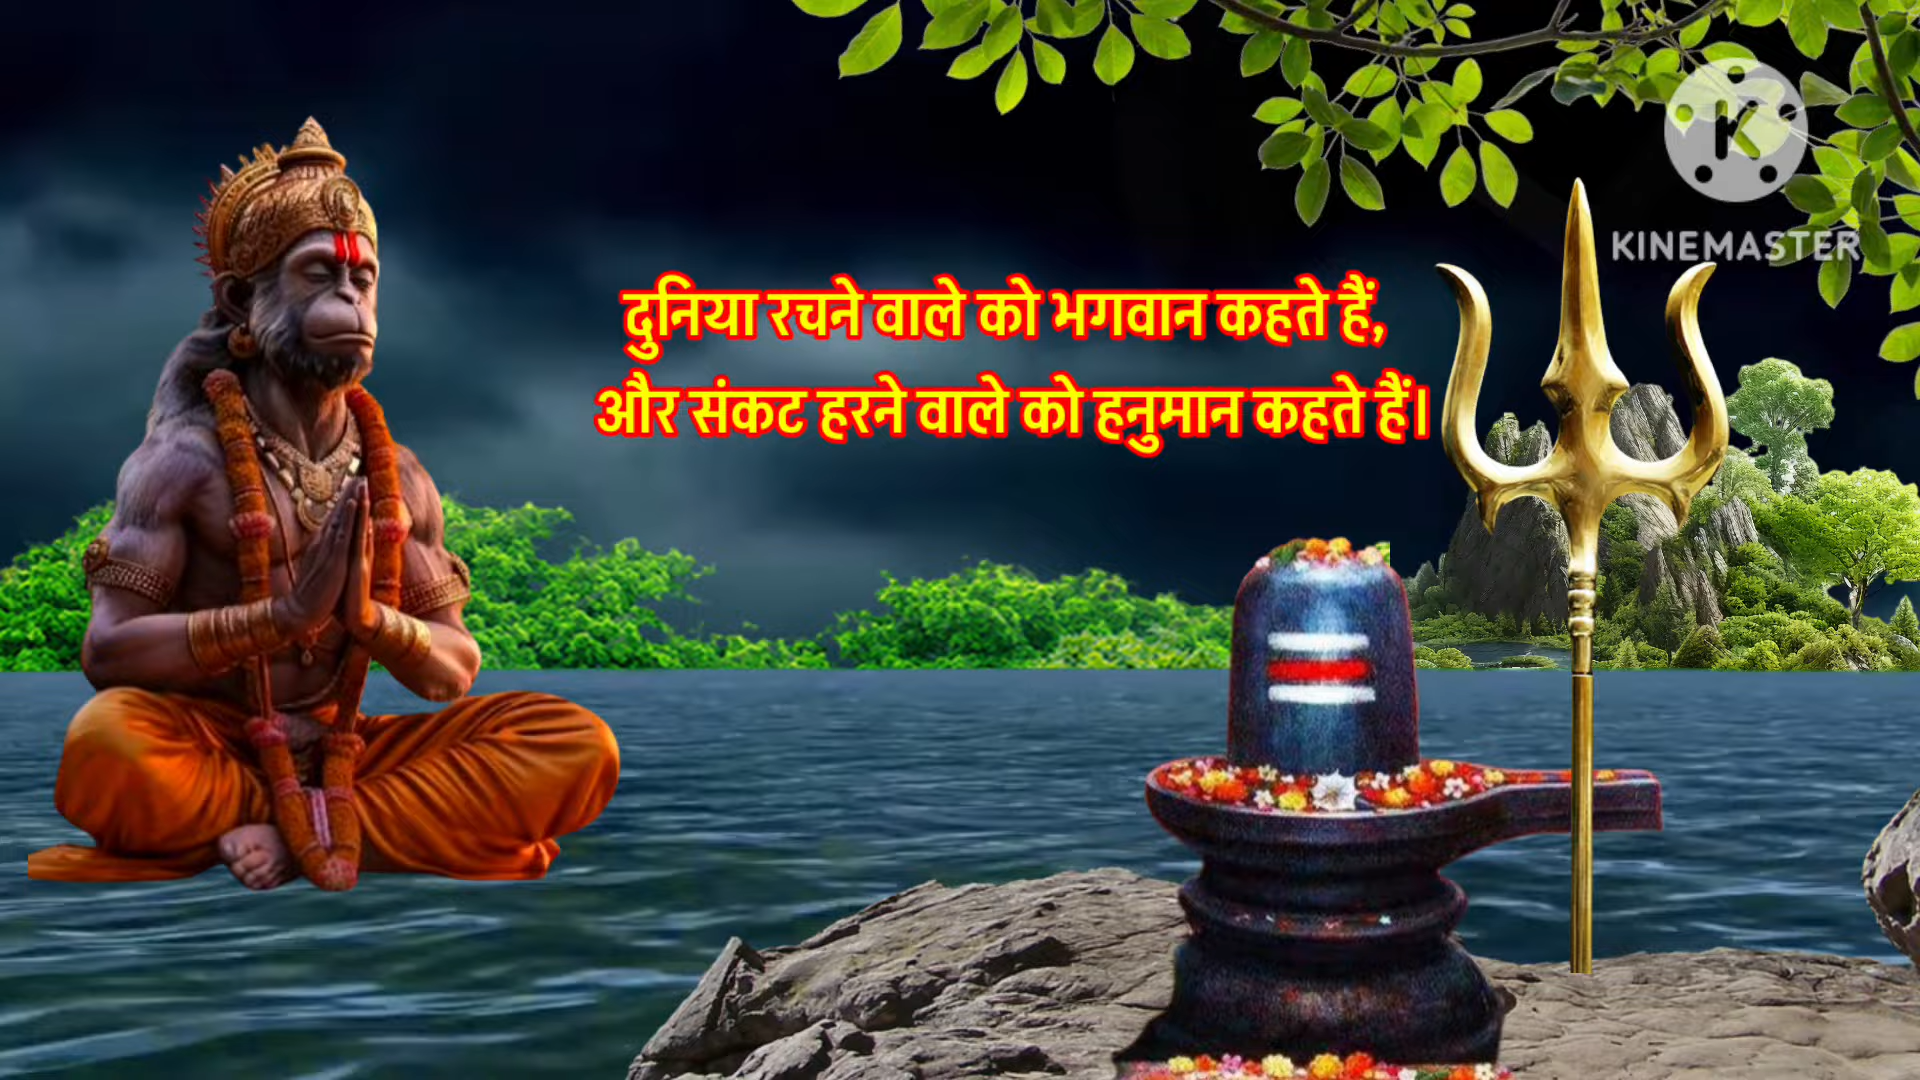 K
KINEMASTER
दुनिया रचने वाले को भगवान कहते हैं,
और संकट हरने वाले को हनुमान कहते हैं।